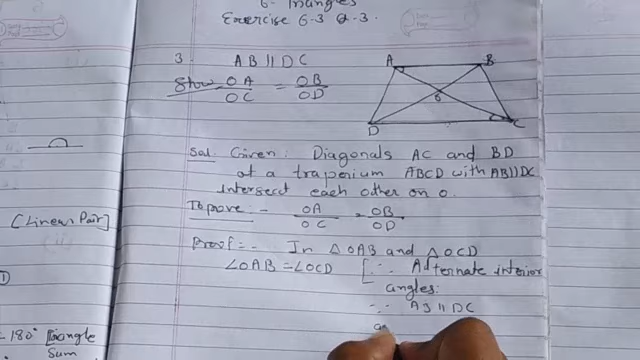 6- Triangles
Exercise 6-3 Q-3.
3 AB || DC
Show OA/OC = OB/OD
A B
O
D C
Sol. Given: Diagonals AC and BD
of a trapezium ABCD with AB||DC
intersect each other on O.
To prove:- OA/OC = OB/OD
[Linear Pair]
Proof:- In △OAB and △OCD
∠OAB = ∠OCD [∵ Alternate interior
angles.
∵ AB || DC
= 180° Triangle
Sum